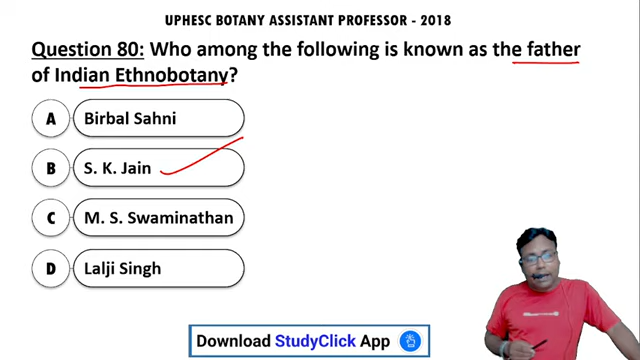 UPHESC BOTANY ASSISTANT PROFESSOR - 2018
Question 80: Who among the following is known as the father
of Indian Ethnobotany?
A Birbal Sahni
B S. K. Jain
C M. S. Swaminathan
D Lalji Singh
Download StudyClick App